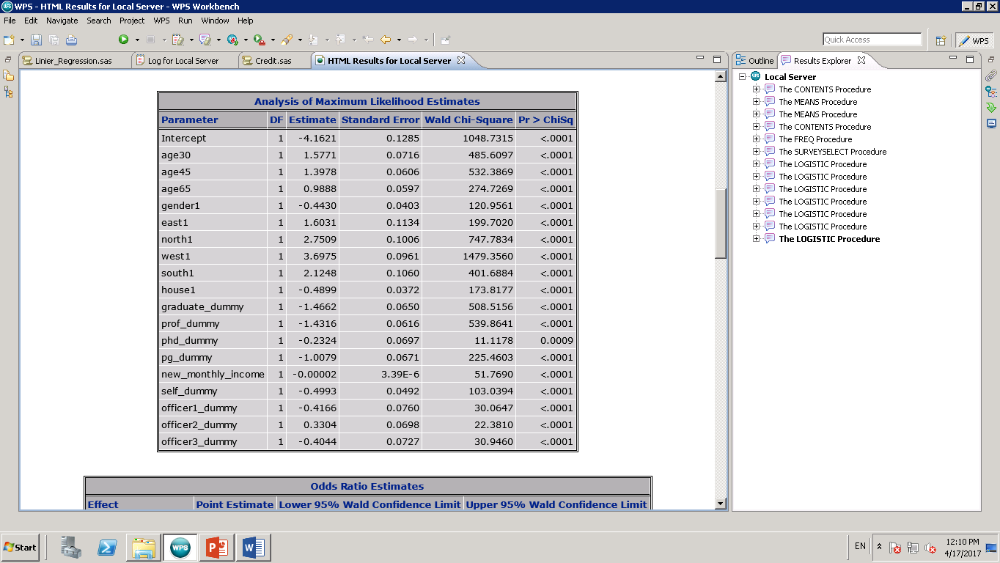 WPS - HTML Results for Local Server - WPS Workbench
File Edit Navigate Search Project WPS Run Window Help
Quick Access
WPS
Linier_Regression.sas Log for Local Server Credit.sas HTML Results for Local Server
Outline Results Explorer
Analysis of Maximum Likelihood Estimates
Parameter DF Estimate Standard Error Wald Chi-Square Pr > ChiSq
Intercept 1 -4.1621 0.1285 1048.7315 <.0001
age30 1 1.5771 0.0716 485.6097 <.0001
age45 1 1.3978 0.0606 532.3869 <.0001
age65 1 0.9888 0.0597 274.7269 <.0001
gender1 1 -0.4430 0.0403 120.9561 <.0001
east1 1 1.6031 0.1134 199.7020 <.0001
north1 1 2.7509 0.1006 747.7834 <.0001
west1 1 3.6975 0.0961 1479.3560 <.0001
south1 1 2.1248 0.1060 401.6884 <.0001
house1 1 -0.4899 0.0372 173.8177 <.0001
graduate_dummy 1 -1.4662 0.0650 508.5156 <.0001
prof_dummy 1 -1.4316 0.0616 539.8641 <.0001
phd_dummy 1 -0.2324 0.0697 11.1178 0.0009
pg_dummy 1 -1.0079 0.0671 225.4603 <.0001
new_monthly_income 1 -0.00002 3.39E-6 51.7690 <.0001
self_dummy 1 -0.4993 0.0492 103.0394 <.0001
officer1_dummy 1 -0.4166 0.0760 30.0647 <.0001
officer2_dummy 1 0.3304 0.0698 22.3810 <.0001
officer3_dummy 1 -0.4044 0.0727 30.9460 <.0001
Odds Ratio Estimates
Effect Point Estimate Lower 95% Wald Confidence Limit Upper 95% Wald Confidence Limit
Local Server
The CONTENTS Procedure
The MEANS Procedure
The MEANS Procedure
The CONTENTS Procedure
The FREQ Procedure
The SURVEYSELECT Procedure
The LOGISTIC Procedure
The LOGISTIC Procedure
The LOGISTIC Procedure
The LOGISTIC Procedure
The LOGISTIC Procedure
The LOGISTIC Procedure
The LOGISTIC Procedure
Start
WPS
EN
12:10 PM
4/17/2017